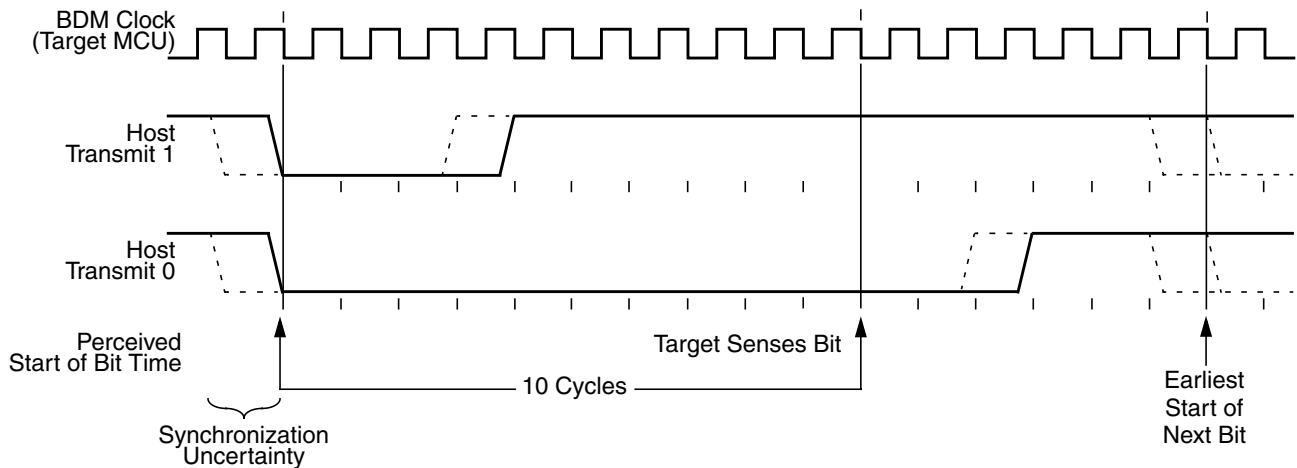 BDM Clock
(Target MCU)
Host
Transmit 1
Host
Transmit 0
Perceived
Start of Bit Time
Target Senses Bit
10 Cycles
Synchronization
Uncertainty
Earliest
Start of
Next Bit